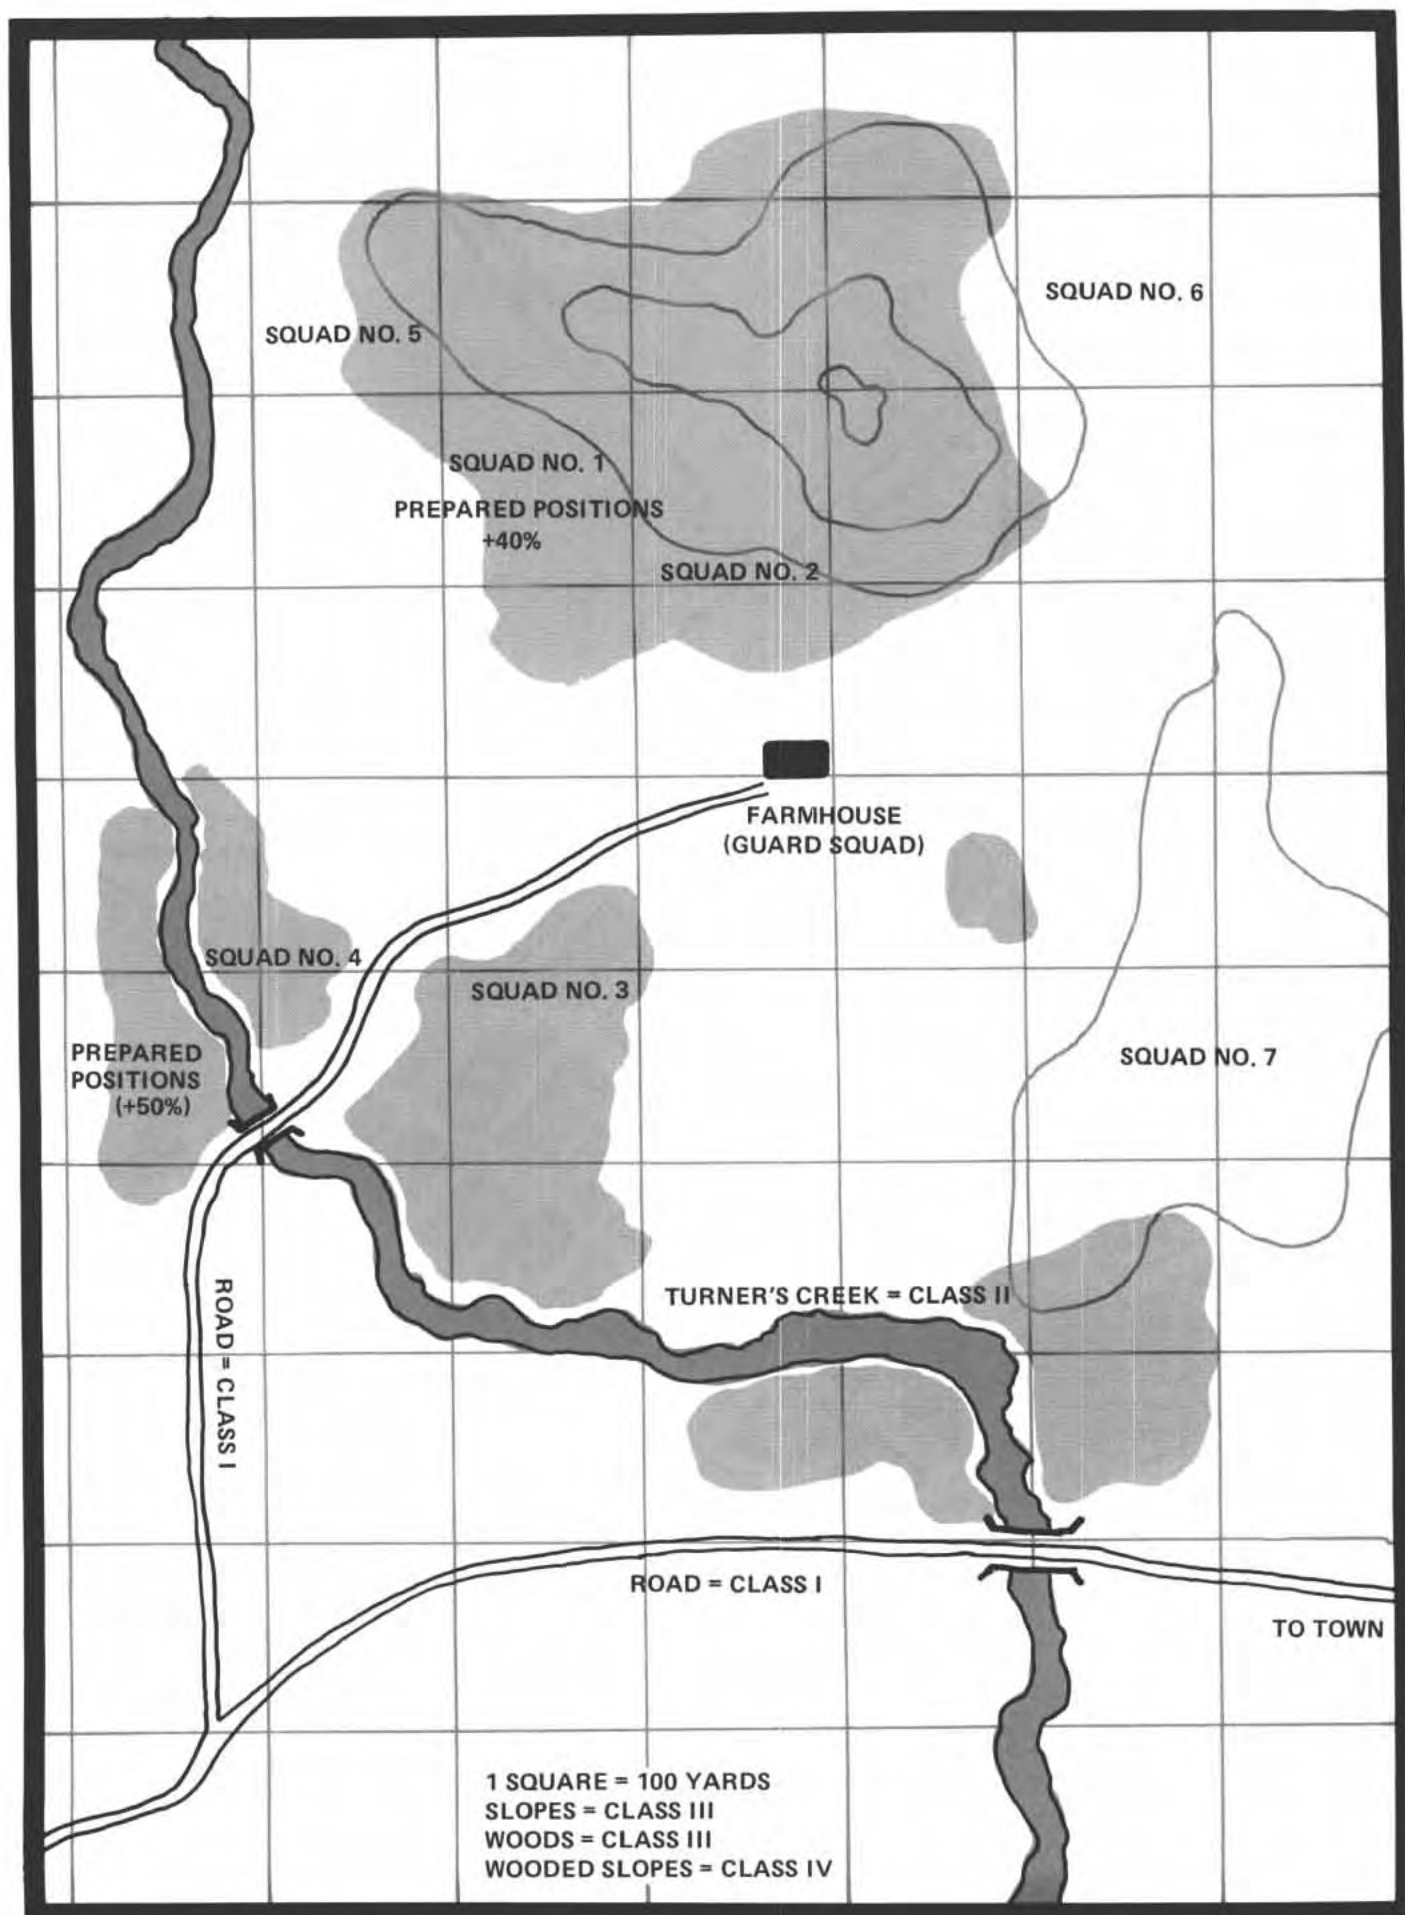 SQUAD NO. 6
SQUAD NO. 5
SQUAD NO. 1
PREPARED POSITIONS
+40%
SQUAD NO. 2
FARMHOUSE
(GUARD SQUAD)
SQUAD NO. 4
SQUAD NO. 3
PREPARED
POSITIONS
(+50%)
SQUAD NO. 7
TURNER'S CREEK = CLASS II
ROAD = CLASS I
ROAD = CLASS I
TO TOWN
1 SQUARE = 100 YARDS
SLOPES = CLASS III
WOODS = CLASS III
WOODED SLOPES = CLASS IV